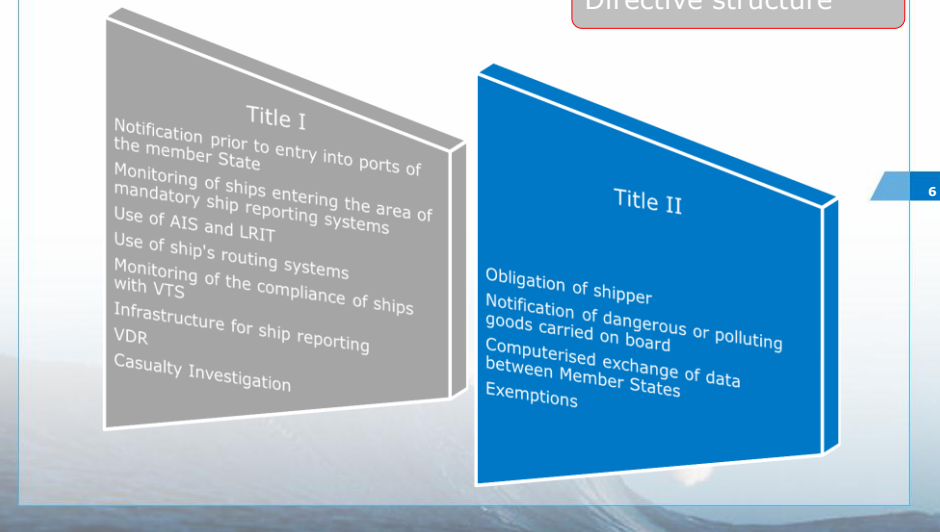 Directive structure
Title I
Notification prior to entry into ports of
the member State
Monitoring of ships entering the area of
mandatory ship reporting systems
Use of AIS and LRIT
Use of ship's routing systems
Monitoring of the compliance of ships
with VTS
Infrastructure for ship reporting
VDR
Casualty Investigation
Title II
Obligation of shipper
Notification of dangerous or polluting
goods carried on board
Computerised exchange of data
between Member States
Exemptions
6